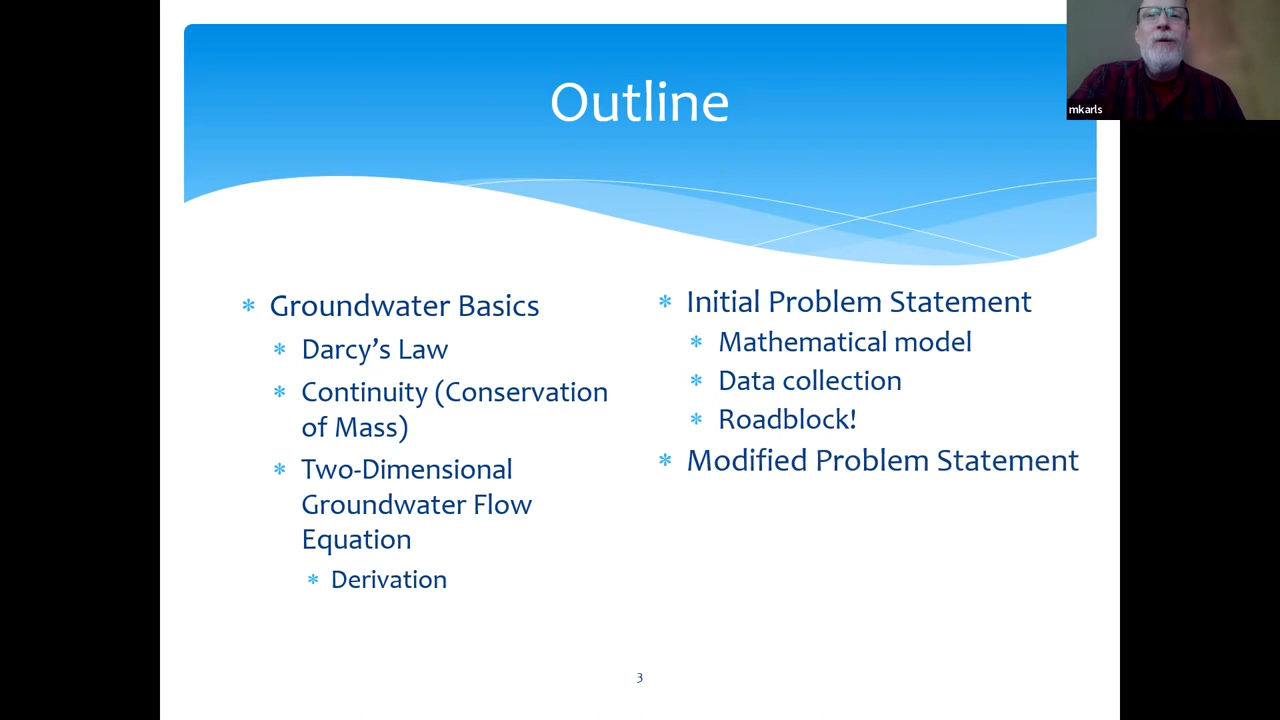 Outline
mkarls
* Groundwater Basics
* Darcy's Law
* Continuity (Conservation
of Mass)
* Two-Dimensional
Groundwater Flow
Equation
* Derivation
* Initial Problem Statement
* Mathematical model
* Data collection
* Roadblock!
* Modified Problem Statement
3